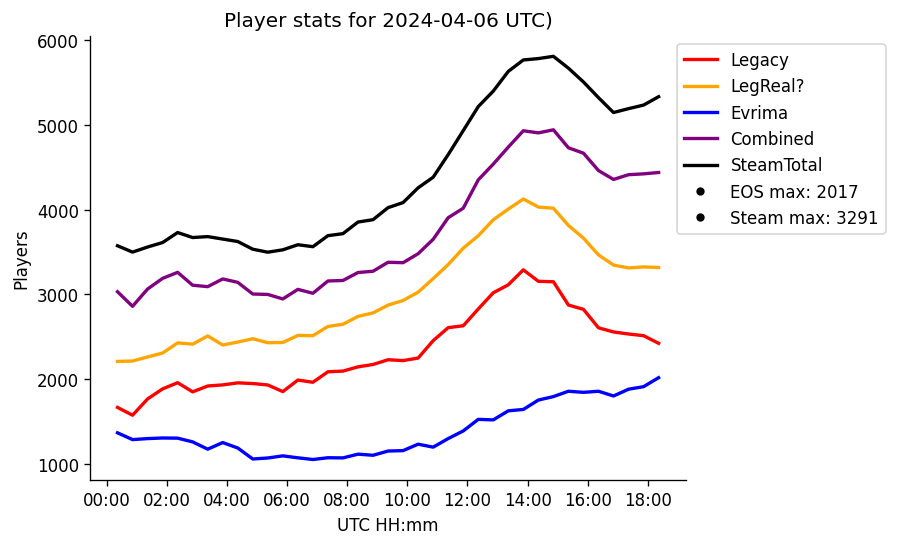 Player stats for 2024-04-06 UTC)
6000
5000
4000
3000
2000
1000
Players
00:00 02:00 04:00 06:00 08:00 10:00 12:00 14:00 16:00 18:00
UTC HH:mm
Legacy
LegReal?
Evrima
Combined
SteamTotal
EOS max: 2017
Steam max: 3291